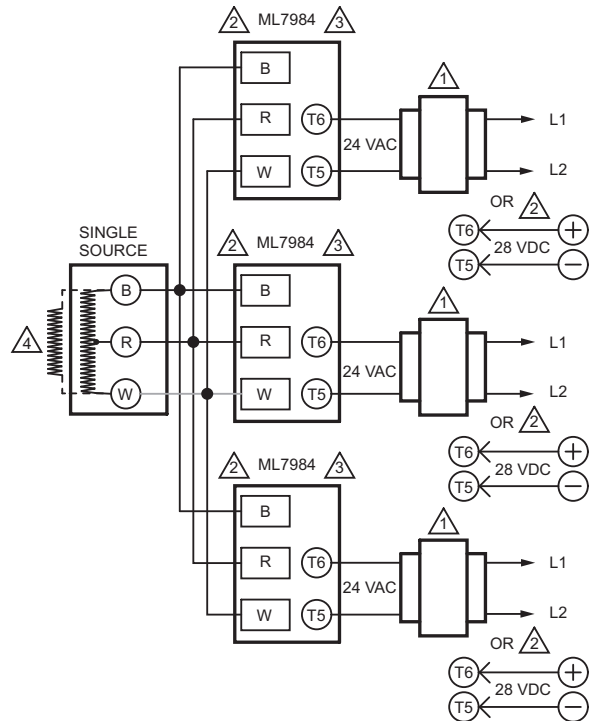 2 ML7984 3
B
R T6
W T5
24 VAC
1
L1
L2
OR 2
T6 +
28 VDC
T5 −
SINGLE
SOURCE
B
R
W
4
2 ML7984 3
B
R T6
W T5
24 VAC
1
L1
L2
OR 2
T6 +
28 VDC
T5 −
2 ML7984 3
B
R T6
W T5
24 VAC
1
L1
L2
OR 2
T6 +
28 VDC
T5 −